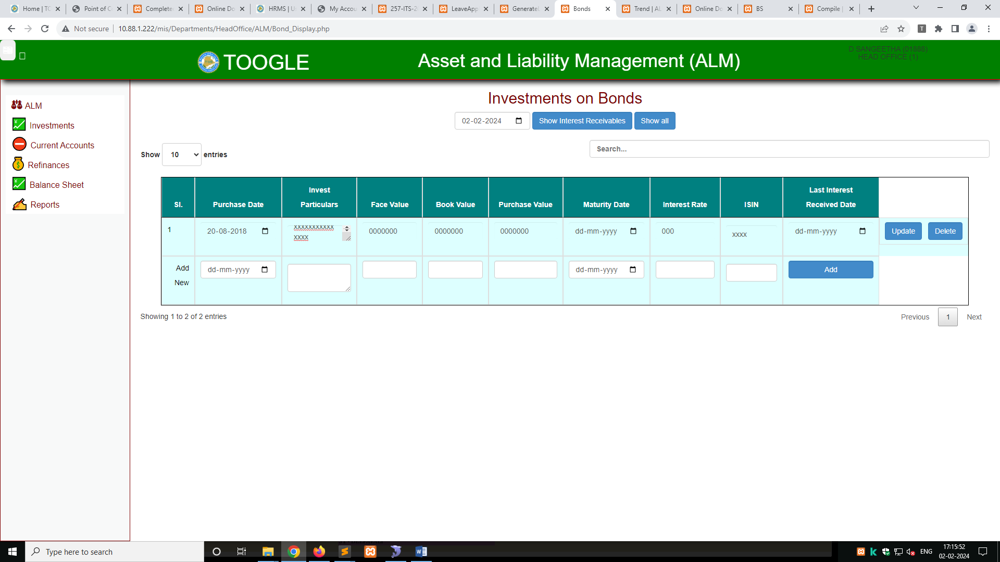 Home | TO
Point of C
Complete
Online Do
HRMS | U
My Accou
257-ITS-2
LeaveApp
Generate
Bonds
Trend | AL
Online Do
BS
Compile |
Not secure
10.88.1.222/mis/Departments/HeadOffice/ALM/Bond_Display.php
T
TOOGLE
Asset and Liability Management (ALM)
D SANGEETHA (01888)
HEAD OFFICE (1)
ALM
Investments
Current Accounts
Refinances
Balance Sheet
Reports
Investments on Bonds
02-02-2024
Show Interest Receivables
Show all
Show 10 entries
Search...
Sl.
Purchase Date
Invest Particulars
Face Value
Book Value
Purchase Value
Maturity Date
Interest Rate
ISIN
Last Interest Received Date
1
20-08-2018
xxxxxxxxxxx
xxxx
0000000
0000000
0000000
dd-mm-yyyy
000
xxxx
dd-mm-yyyy
Update
Delete
Add New
dd-mm-yyyy
dd-mm-yyyy
Add
Showing 1 to 2 of 2 entries
Previous
1
Next
Type here to search
ENG
17:15:52
02-02-2024